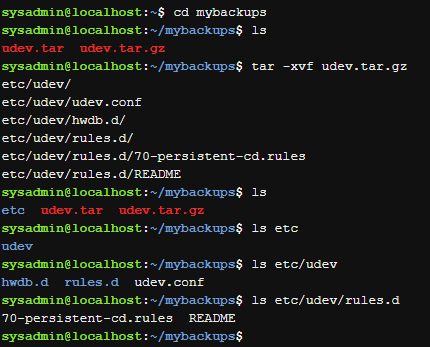 sysadmin@localhost:~$ cd mybackups
sysadmin@localhost:~/mybackups$ ls
udev.tar  udev.tar.gz
sysadmin@localhost:~/mybackups$ tar -xvf udev.tar.gz
etc/udev/
etc/udev/udev.conf
etc/udev/hwdb.d/
etc/udev/rules.d/
etc/udev/rules.d/70-persistent-cd.rules
etc/udev/rules.d/README
sysadmin@localhost:~/mybackups$ ls
etc  udev.tar  udev.tar.gz
sysadmin@localhost:~/mybackups$ ls etc
udev
sysadmin@localhost:~/mybackups$ ls etc/udev
hwdb.d  rules.d  udev.conf
sysadmin@localhost:~/mybackups$ ls etc/udev/rules.d
70-persistent-cd.rules  README
sysadmin@localhost:~/mybackups$